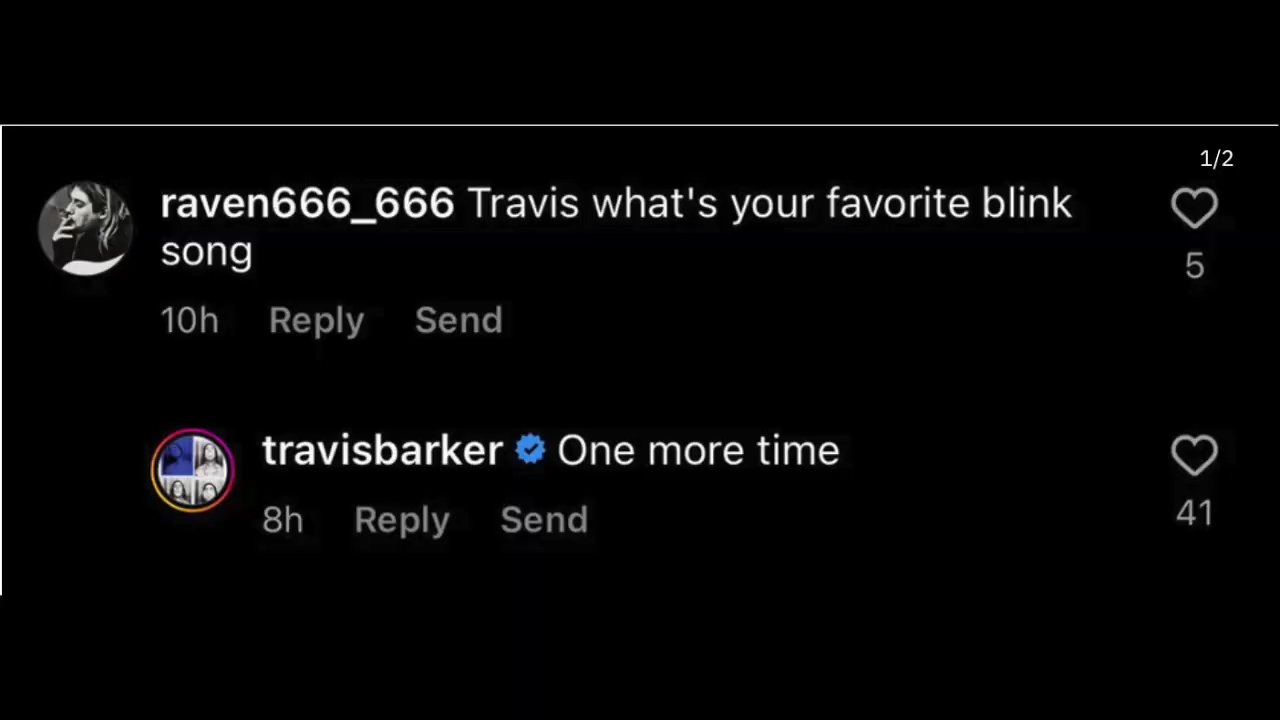 1/2
raven666_666 Travis what's your favorite blink
song
5
10h Reply Send
travisbarker One more time
41
8h Reply Send